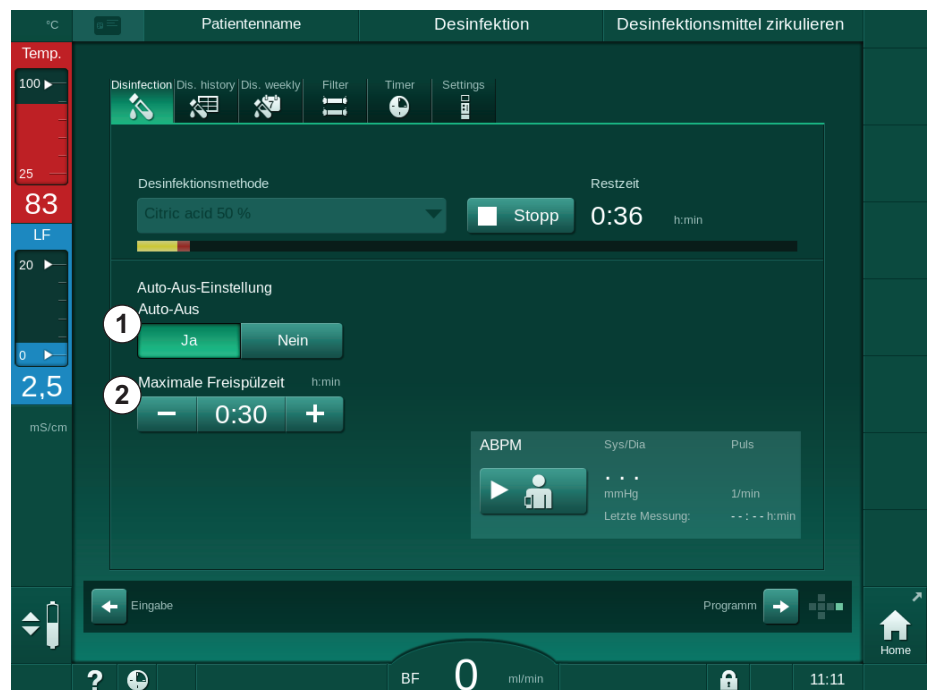 °C
Patientenname
Desinfektion
Desinfektionsmittel zirkulieren
Temp.
100
25
83
LF
20
0
2,5
mS/cm
Disinfection
Dis. history
Dis. weekly
Filter
Timer
Settings
7
Desinfektionsmethode
Restzeit
Citric acid 50 %
Stopp
0:36
h:min
Auto-Aus-Einstellung
Auto-Aus
1
Ja
Nein
2
Maximale Freispülzeit
h:min
−
0:30
+
ABPM
Sys/Dia
Puls
. . .
mmHg
1/min
Letzte Messung:
- - : - - h:min
Eingabe
Programm
Home
?
BF
0
ml/min
11:11